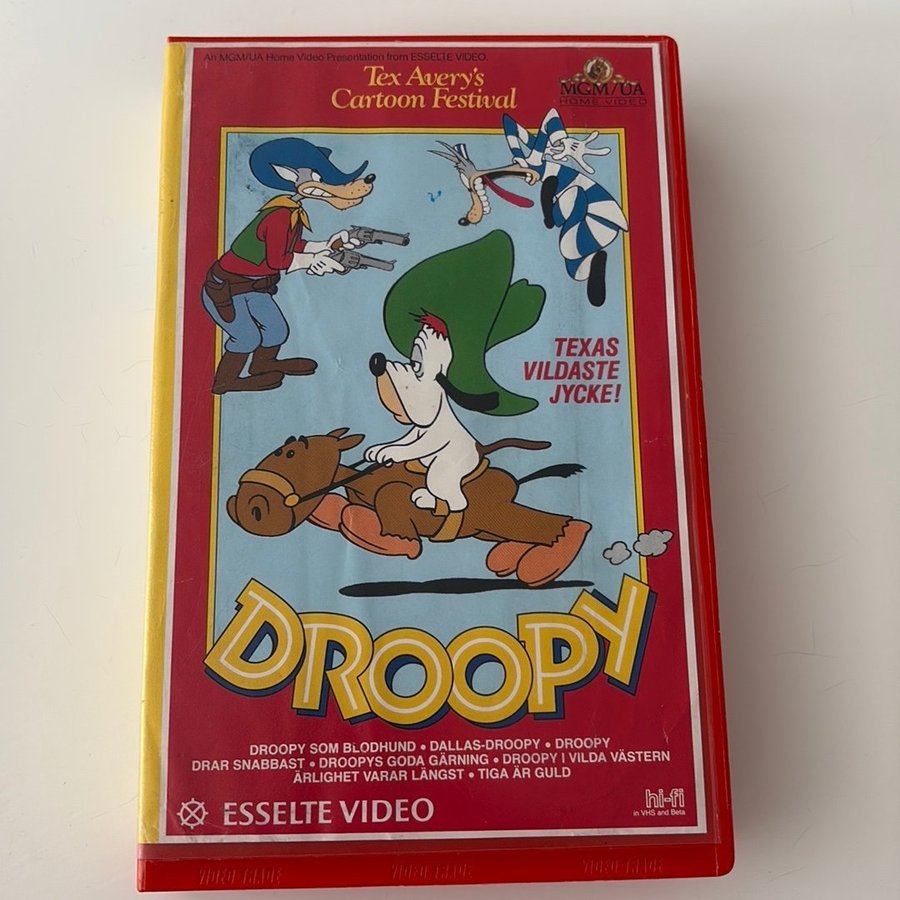 An MGM/UA Home Video Presentation from ESSELTE VIDEO.
Tex Avery's
Cartoon Festival
MGM/UA
HOME VIDEO
TEXAS
VILDASTE
JYCKE!
DROOPY
DROOPY SOM BLODHUND • DALLAS-DROOPY • DROOPY
DRAR SNABBAST • DROOPYS GODA GÄRNING • DROOPY I VILDA VÄSTERN
ÄRLIGHET VARAR LÄNGST • TIGA ÄR GULD
ESSELTE VIDEO
hi-fi
in VHS and Beta